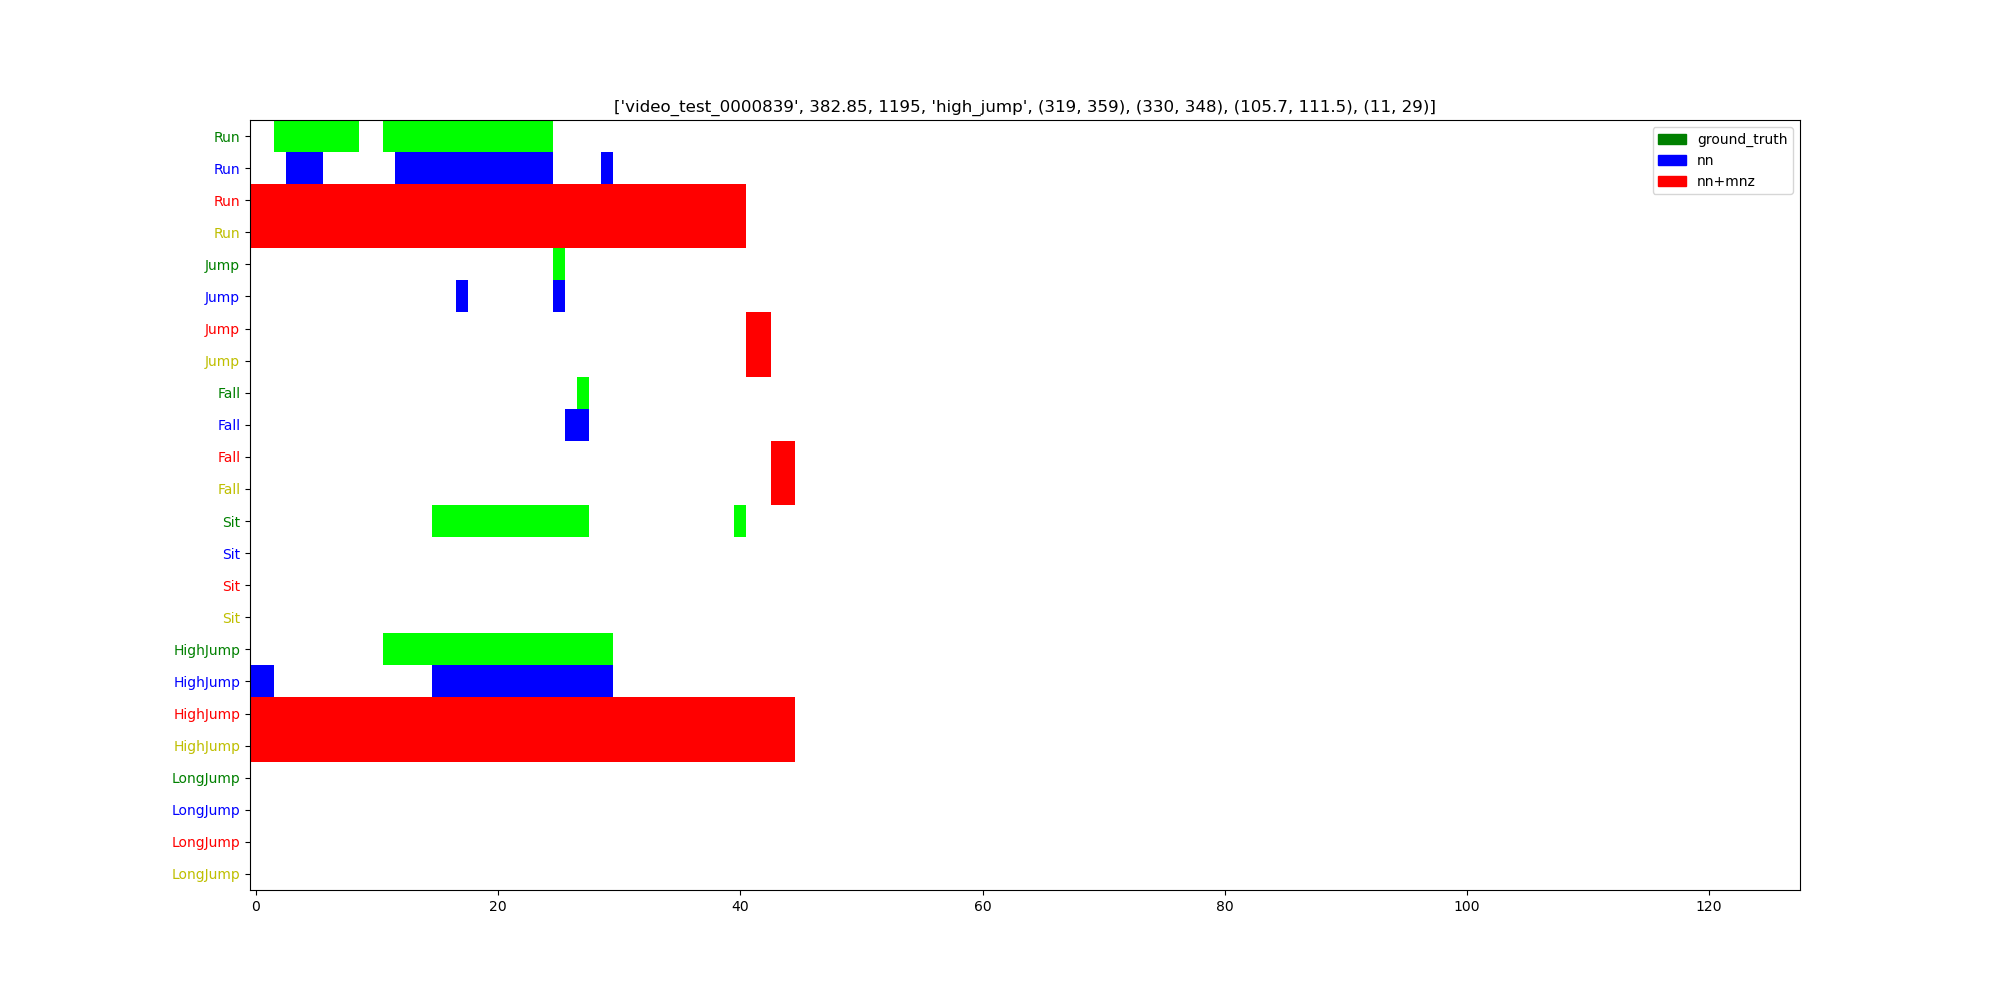 ['video_test_0000839', 382.85, 1195, 'high_jump', (319, 359), (330, 348), (105.7, 111.5), (11, 29)]
ground_truth
nn
nn+mnz
Run
Run
Run
Run
Jump
Jump
Jump
Jump
Fall
Fall
Fall
Fall
Sit
Sit
Sit
Sit
HighJump
HighJump
HighJump
HighJump
LongJump
LongJump
LongJump
LongJump
0 20 40 60 80 100 120